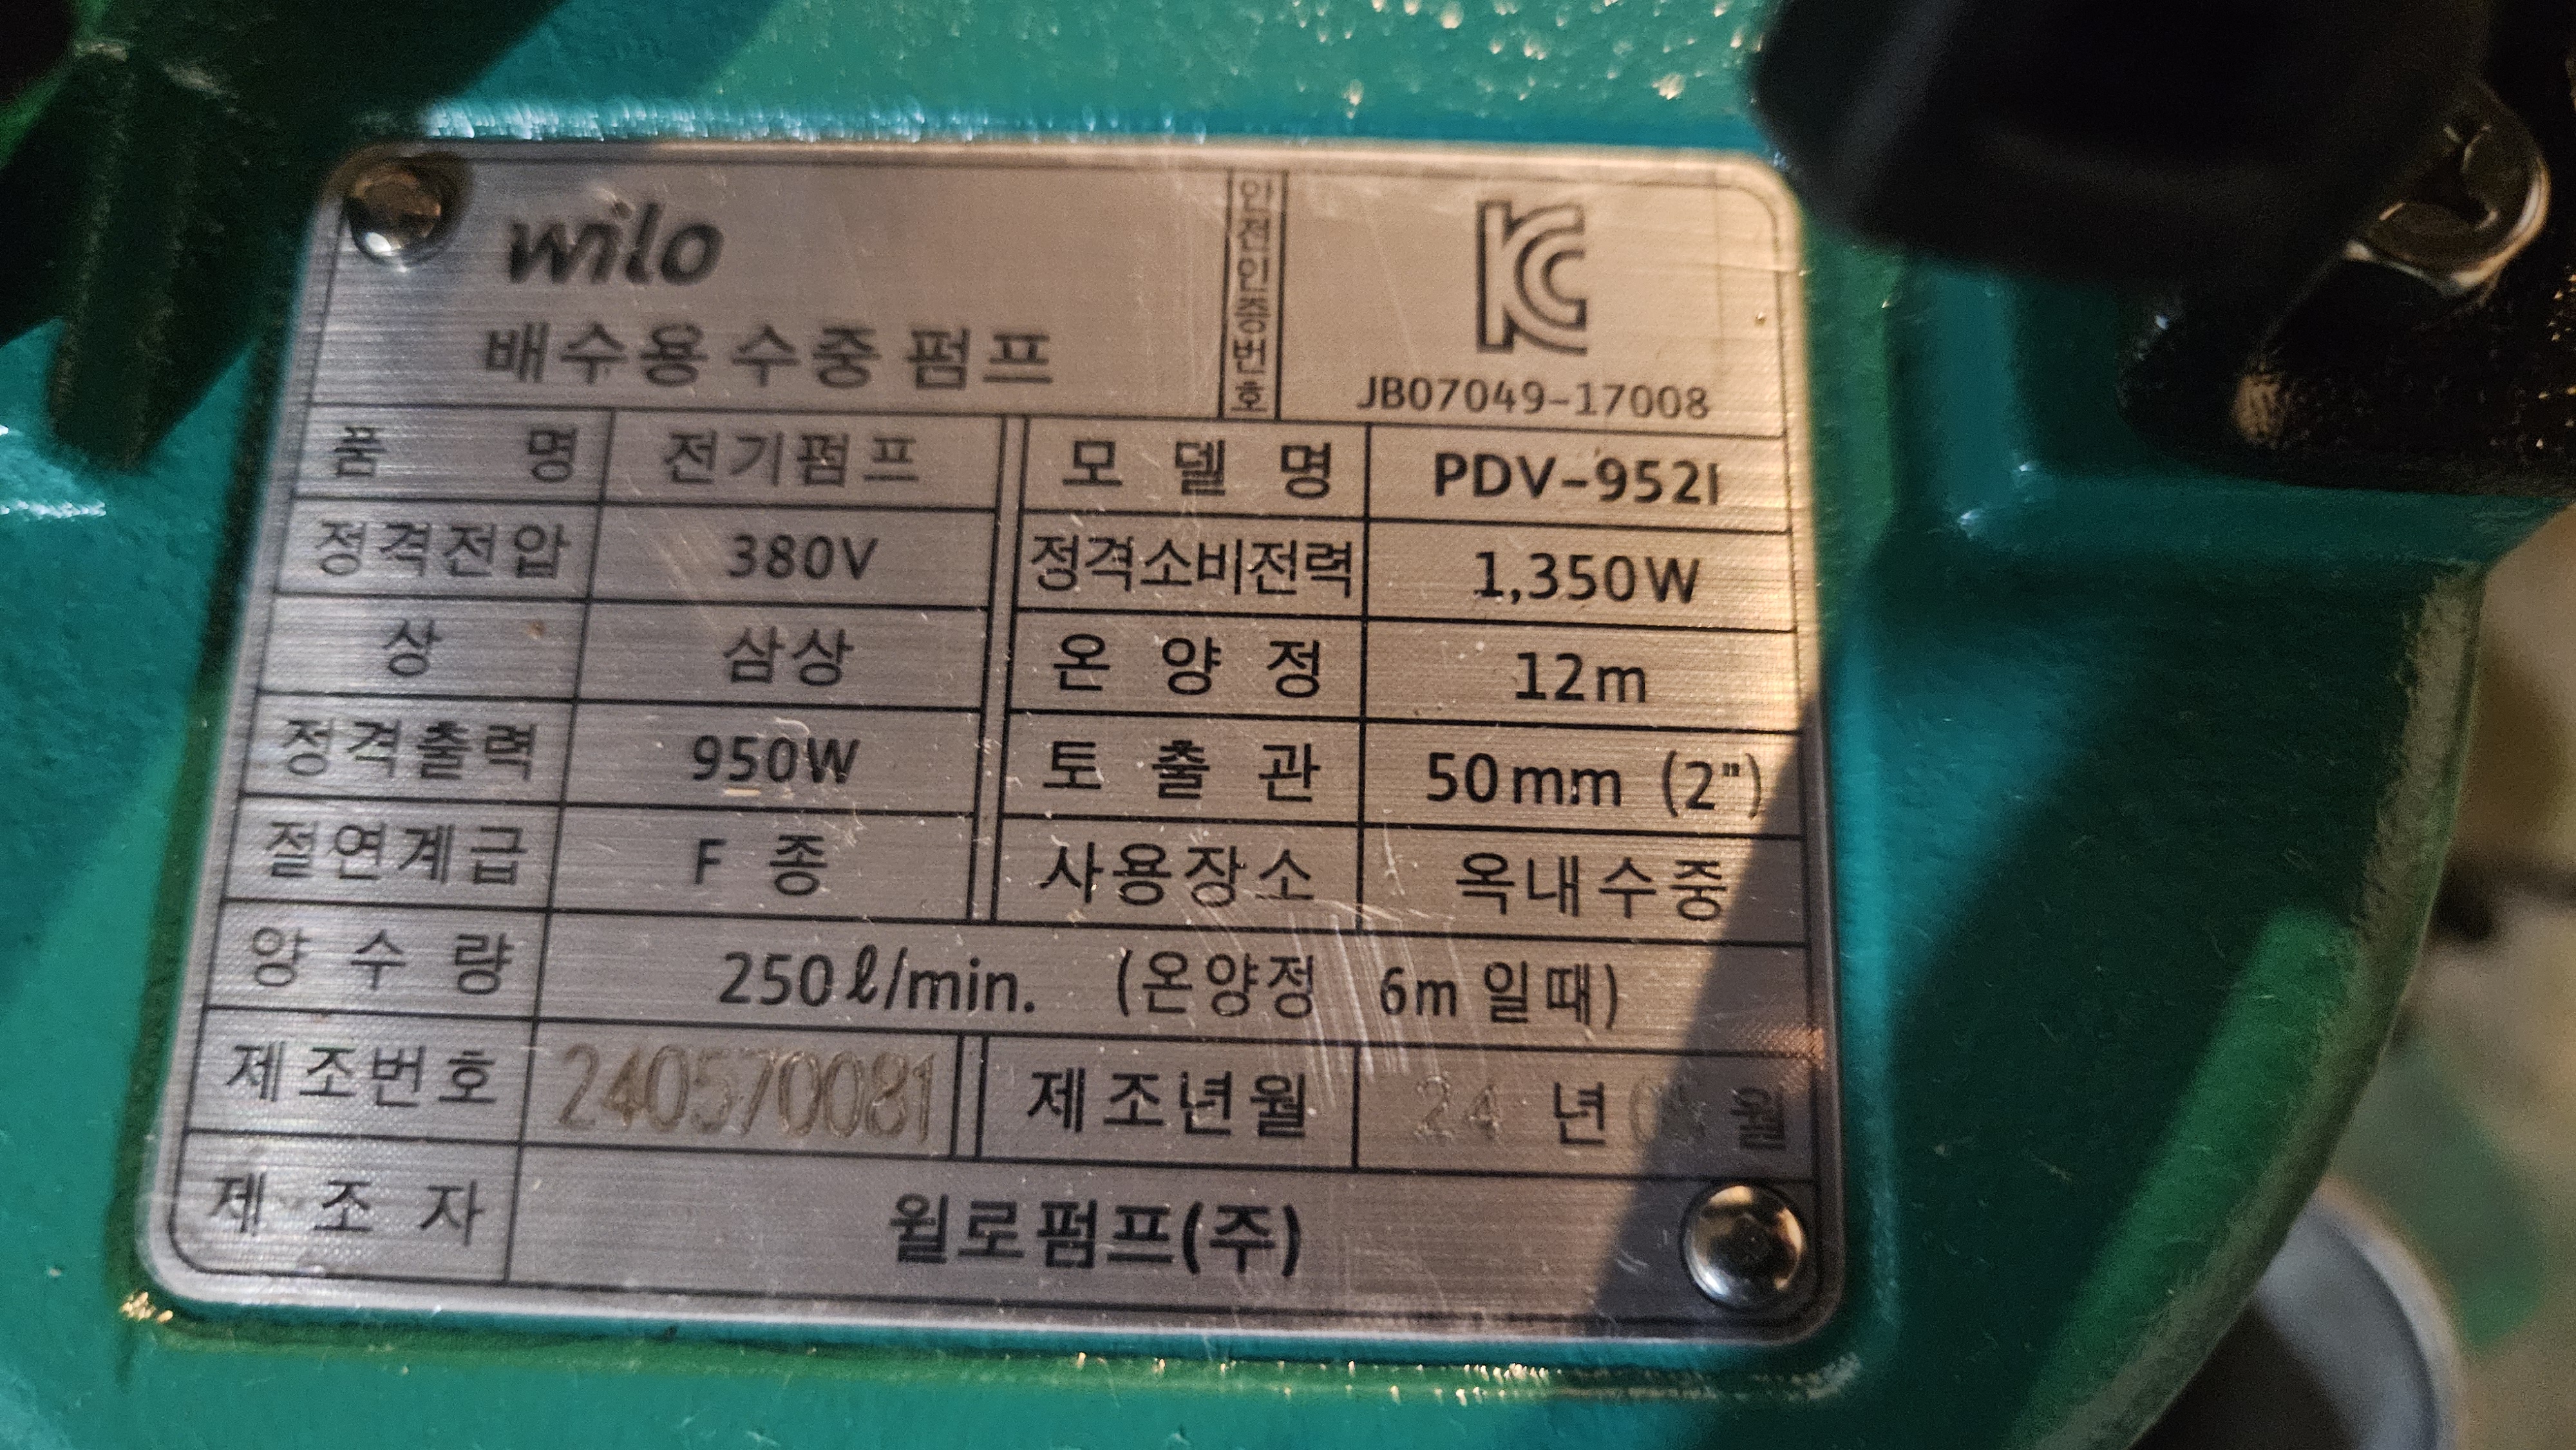 wilo
배수용 수중 펌프
안전인증번호
JB07049-17008
품 명 전기펌프 모 델 명 PDV-952I
정격전압 380V 정격소비전력 1,350W
상 삼상 온 양 정 12m
정격출력 950W 토 출 관 50mm (2")
절연계급 F 종 사용장소 옥내수중
양 수 량 250ℓ/min. (온양정 6m 일때)
제조번호 240570081 제조년월 24 년 월
제 조 자 윌로펌프(주)